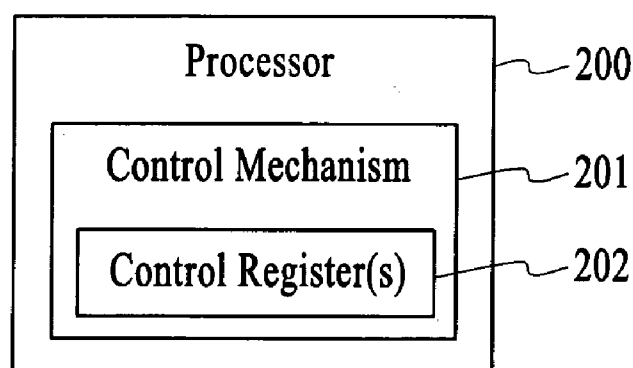 Processor
200
Control Mechanism
201
Control Register(s)
202